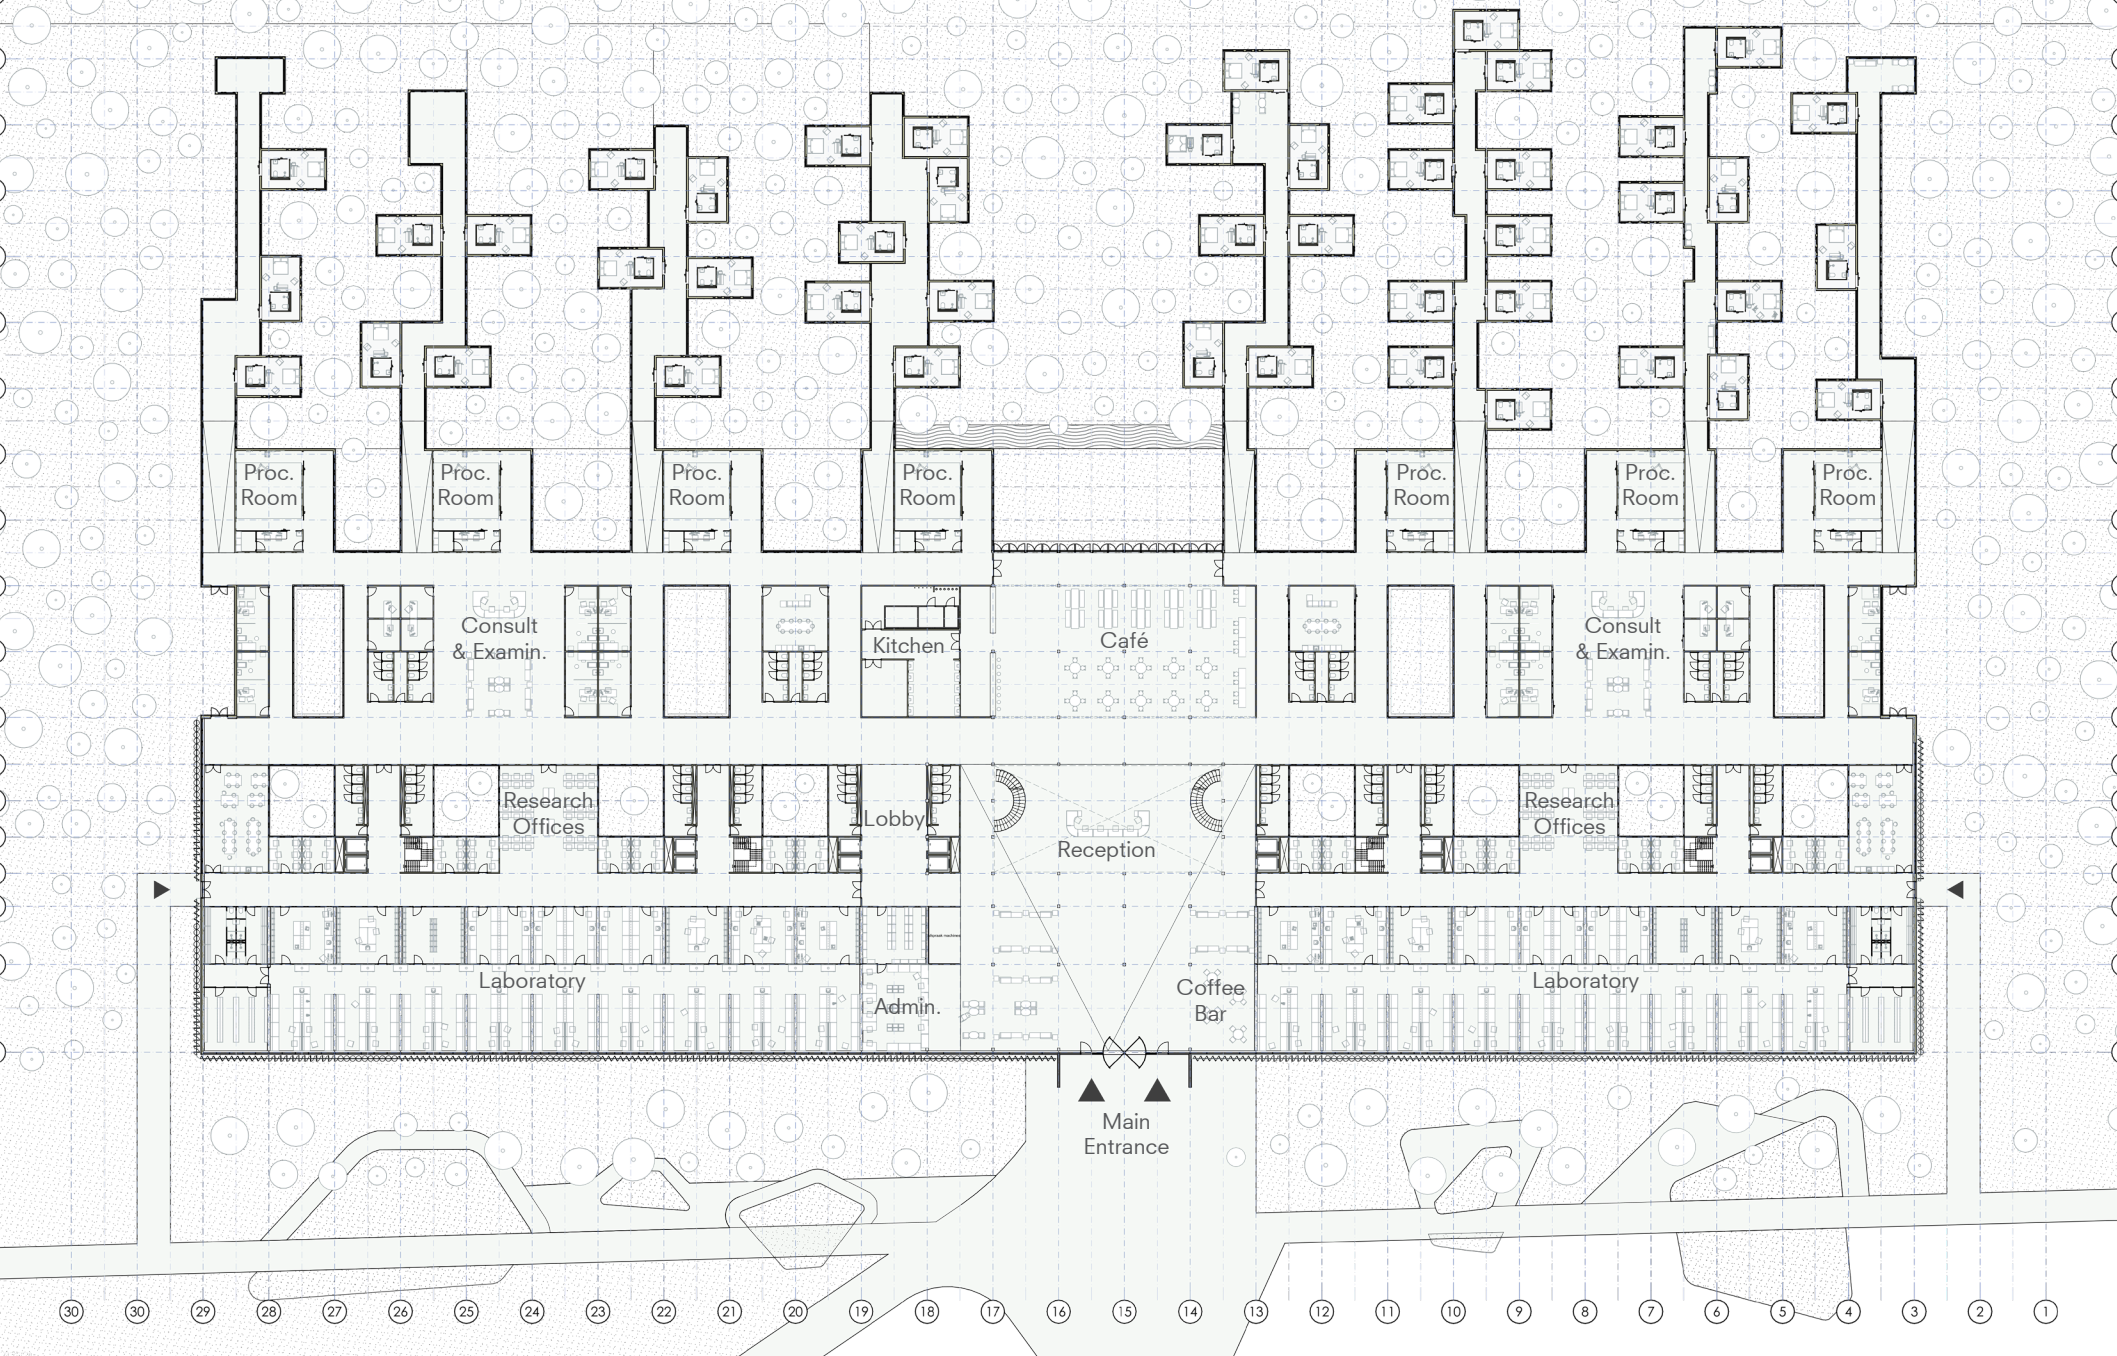 Proc.
Room
Proc.
Room
Proc.
Room
Proc.
Room
Proc.
Room
Proc.
Room
Proc.
Room
Consult
& Examin.
Kitchen
Café
Consult
& Examin.
Research
Offices
Lobby
Reception
Research
Offices
Laboratory
Admin.
Coffee
Bar
Laboratory
Main
Entrance
30 30 29 28 27 26 25 24 23 22 21 20 19 18 17 16 15 14 13 12 11 10 9 8 7 6 5 4 3 2 1